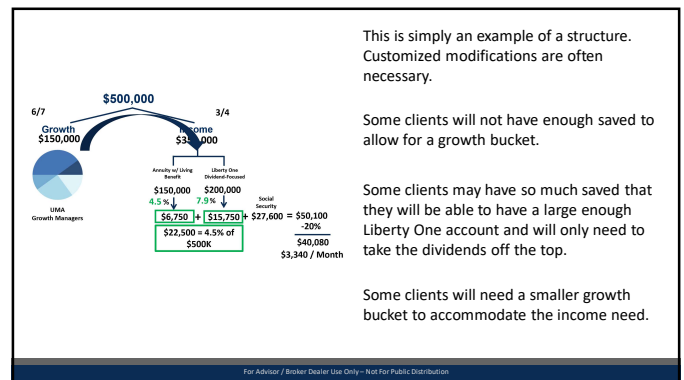 $500,000
6/7
3/4
Growth
$150,000
$3
,000
UMA
Growth Managers
Annuity w/ Living
Benefit
Liberty One
Dividend-Focused
$150,000
$200,000
4.5 %
7.9 %
Social
Security
$6,750 + $15,750 + $27,600 = $50,100
$22,500 = 4.5% of
$500K
-20%
$40,080
$3,340 / Month
This is simply an example of a structure.
Customized modifications are often
necessary.
Some clients will not have enough saved to
allow for a growth bucket.
Some clients may have so much saved that
they will be able to have a large enough
Liberty One account and will only need to
take the dividends off the top.
Some clients will need a smaller growth
bucket to accommodate the income need.
For Advisor / Broker Dealer Use Only – Not For Public Distribution